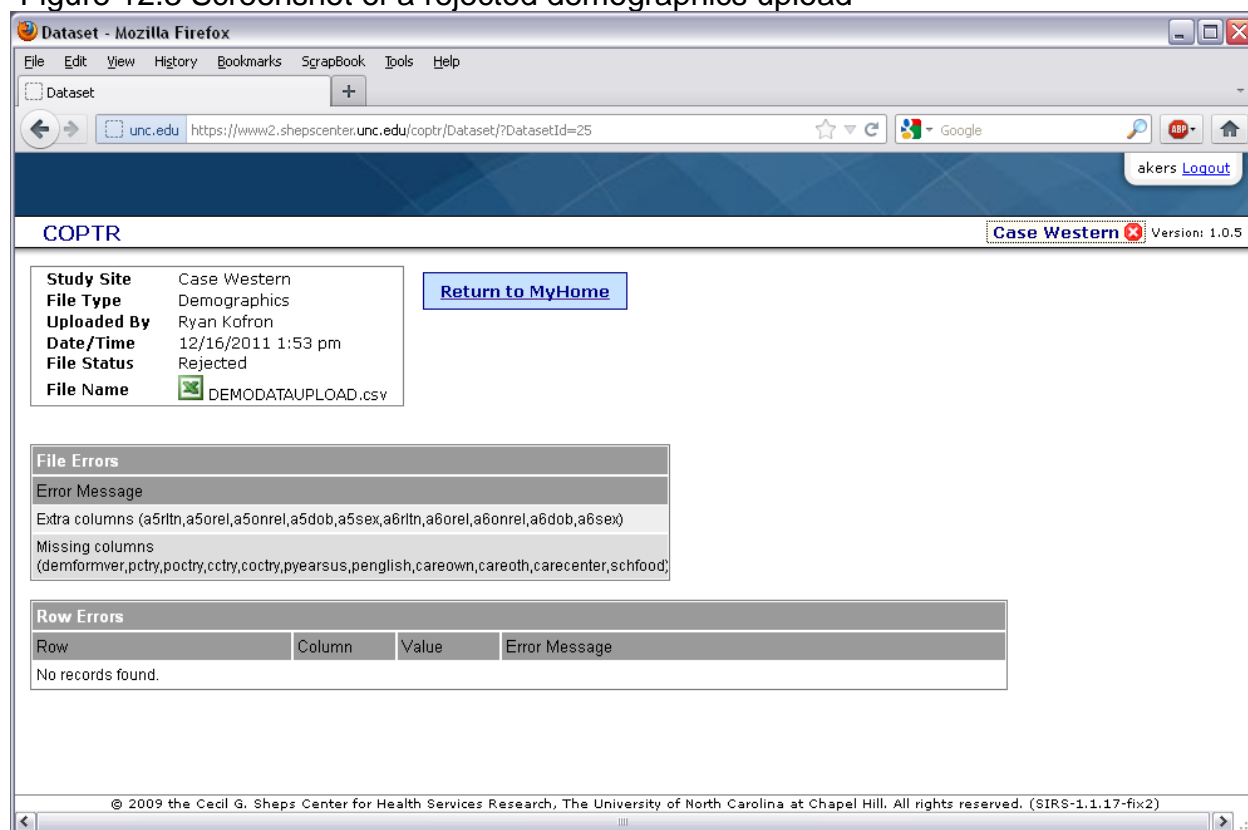 Figure 12.3 Screenshot of a rejected demographics upload
Dataset - Mozilla Firefox
File Edit View History Bookmarks ScrapBook Tools Help
Dataset +
unc.edu https://www2.shepscenter.unc.edu/coptr/Dataset/?DatasetId=25 Google ABP
akers Logout
COPTR Case Western Version: 1.0.5
Study Site Case Western
File Type Demographics
Uploaded By Ryan Kofron
Date/Time 12/16/2011 1:53 pm
File Status Rejected
File Name DEMODATAUPLOAD.csv
Return to MyHome
File Errors
Error Message
Extra columns (a5rltn,a5orel,a5onrel,a5dob,a5sex,a6rltn,a6orel,a6onrel,a6dob,a6sex)
Missing columns
(demformver,pctry,poctry,cctry,coctry,pyearsus,penglish,careown,careoth,carecenter,schfood)
Row Errors
Row Column Value Error Message
No records found.
© 2009 the Cecil G. Sheps Center for Health Services Research, The University of North Carolina at Chapel Hill. All rights reserved. (SIRS-1.1.17-fix2)